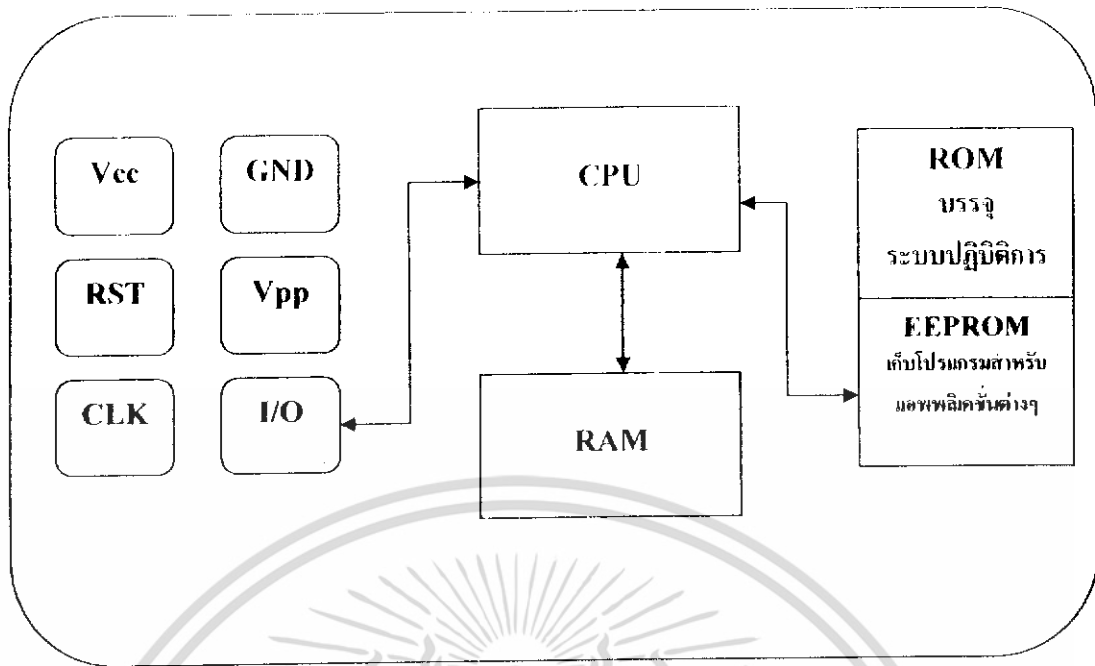 Vcc
GND
RST
Vpp
CLK
I/O
CPU
RAM
ROM
บรรจุ
ระบบปฏิบัติการ
EEPROM
เก็บโปรแกรมสำหรับ
แอพพลิคชั่นต่างๆ